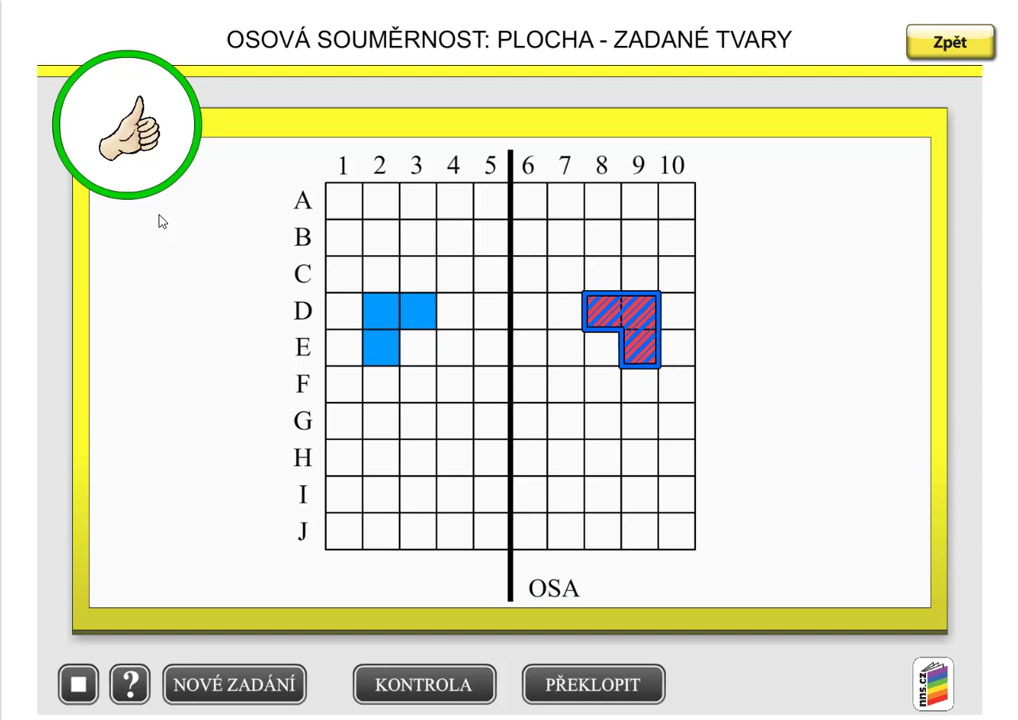 OSOVÁ SOUMĚRNOST: PLOCHA - ZADANÉ TVARY
Zpět
1 2 3 4 5 6 7 8 9 10
A
B
C
D
E
F
G
H
I
J
OSA
? NOVÉ ZADÁNÍ KONTROLA PŘEKLOPIT
nns.cz